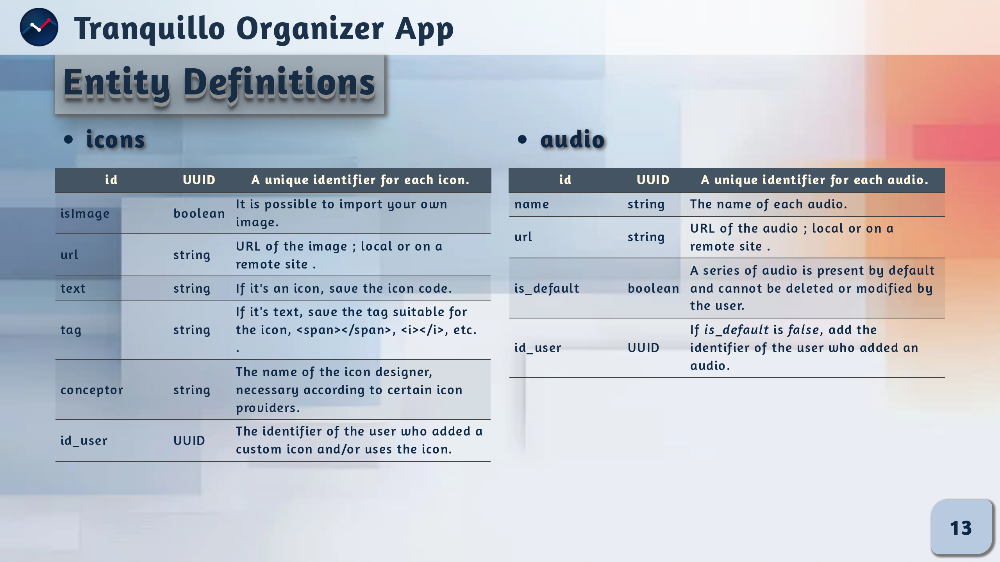 Tranquillo Organizer App
Entity Definitions
• icons
id UUID A unique identifier for each icon.
isImage boolean It is possible to import your own
image.
url string URL of the image ; local or on a
remote site .
text string If it's an icon, save the icon code.
tag string If it's text, save the tag suitable for
the icon, <span></span>, <i></i>, etc.
.
conceptor string The name of the icon designer,
necessary according to certain icon
providers.
id_user UUID The identifier of the user who added a
custom icon and/or uses the icon.
• audio
id UUID A unique identifier for each audio.
name string The name of each audio.
url string URL of the audio ; local or on a
remote site .
is_default boolean A series of audio is present by default
and cannot be deleted or modified by
the user.
id_user UUID If is_default is false, add the
identifier of the user who added an
audio.
13